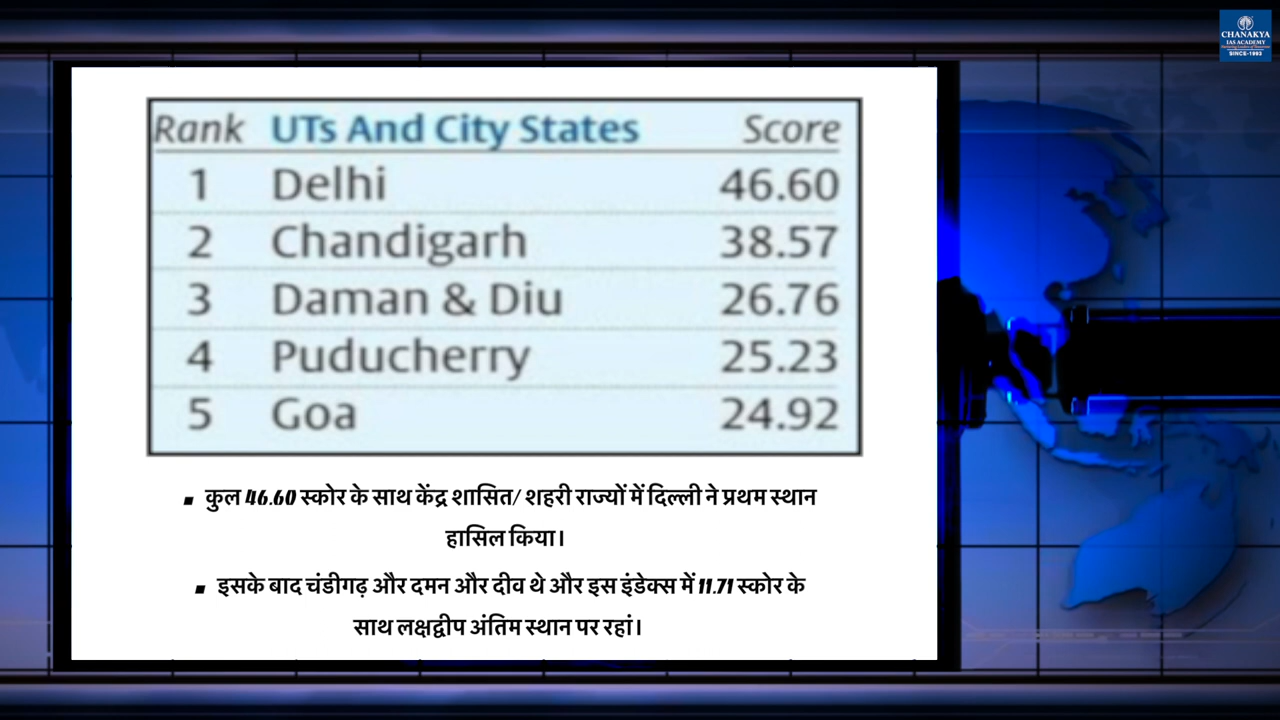 CHANAKYA
IAS ACADEMY
SINCE-1993
Rank UTs And City States Score
1 Delhi 46.60
2 Chandigarh 38.57
3 Daman & Diu 26.76
4 Puducherry 25.23
5 Goa 24.92
▪ कुल 46.60 स्कोर के साथ केंद्र शासित/ शहरी राज्यों में दिल्ली ने प्रथम स्थान
हासिल किया।
▪ इसके बाद चंडीगढ़ और दमन और दीव थे और इस इंडेक्स में 11.71 स्कोर के
साथ लक्षद्वीप अंतिम स्थान पर रहां।